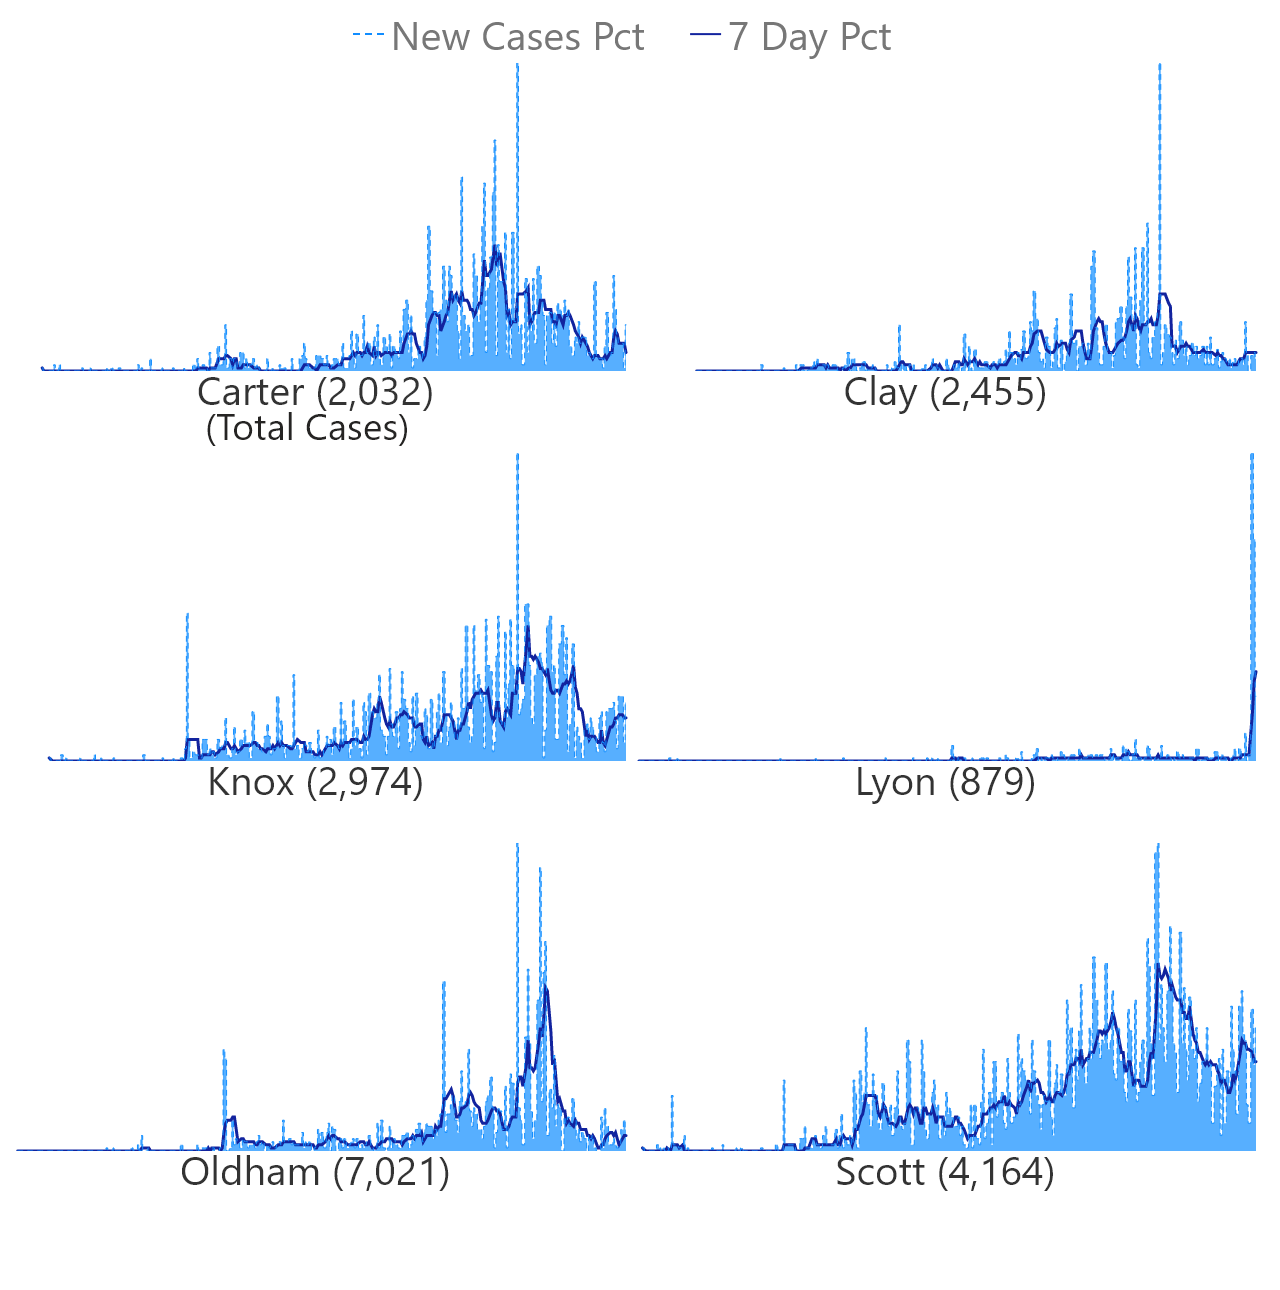 New Cases Pct 7 Day Pct
Carter (2,032) Clay (2,455)
(Total Cases)
Knox (2,974) Lyon (879)
Oldham (7,021) Scott (4,164)